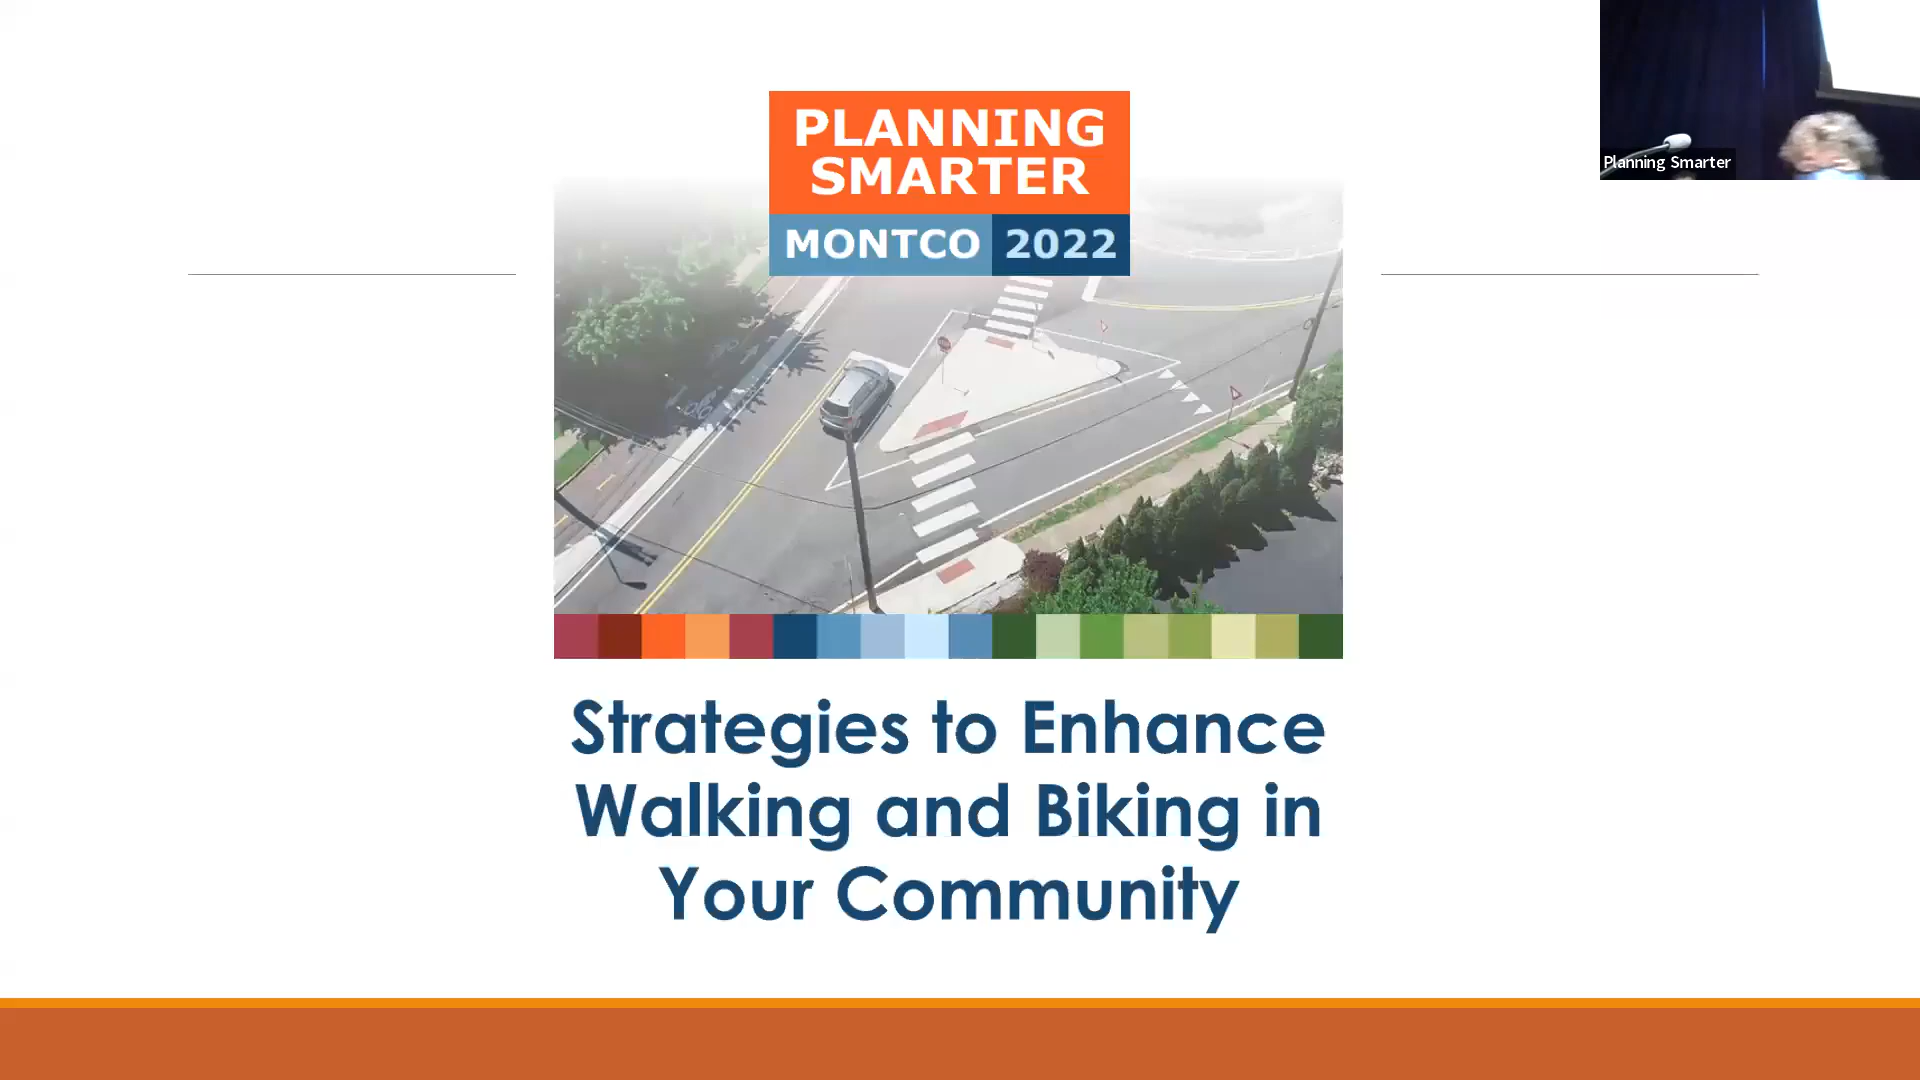 PLANNING
SMARTER
MONTCO 2022
Planning Smarter
Strategies to Enhance
Walking and Biking in
Your Community